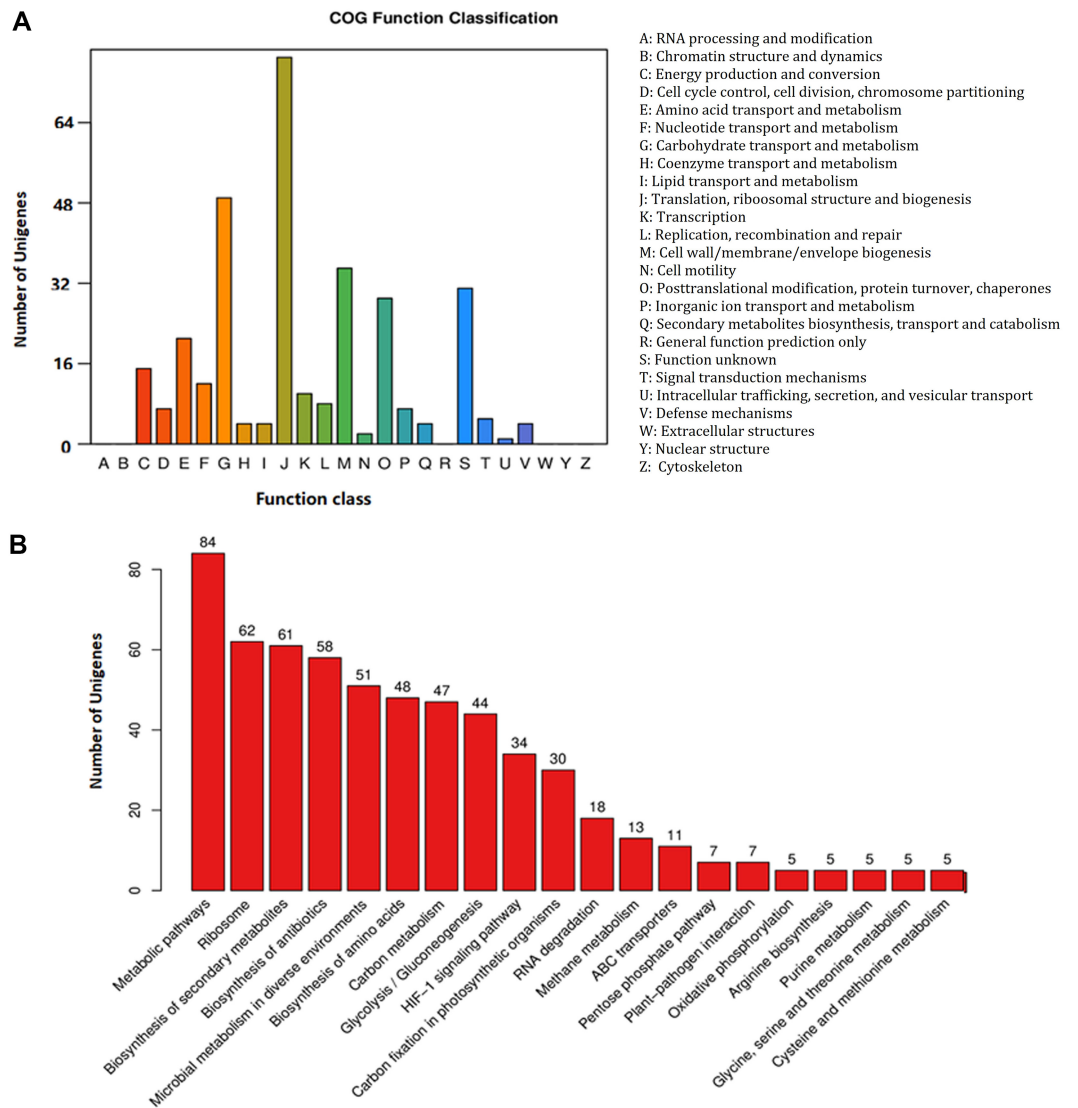 A
COG Function Classification
Number of Unigenes
64
48
32
16
0
A B C D E F G H I J K L M N O P Q R S T U V W Y Z
Function class
A: RNA processing and modification
B: Chromatin structure and dynamics
C: Energy production and conversion
D: Cell cycle control, cell division, chromosome partitioning
E: Amino acid transport and metabolism
F: Nucleotide transport and metabolism
G: Carbohydrate transport and metabolism
H: Coenzyme transport and metabolism
I: Lipid transport and metabolism
J: Translation, riboosomal structure and biogenesis
K: Transcription
L: Replication, recombination and repair
M: Cell wall/membrane/envelope biogenesis
N: Cell motility
O: Posttranslational modification, protein turnover, chaperones
P: Inorganic ion transport and metabolism
Q: Secondary metabolites biosynthesis, transport and catabolism
R: General function prediction only
S: Function unknown
T: Signal transduction mechanisms
U: Intracellular trafficking, secretion, and vesicular transport
V: Defense mechanisms
W: Extracellular structures
Y: Nuclear structure
Z: Cytoskeleton
B
Number of Unigenes
80
60
40
20
0
84
62
61
58
51
48
47
44
34
30
18
13
11
7
7
5
5
5
5
5
Metabolic pathways
Ribosome
Biosynthesis of secondary metabolites
Biosynthesis of antibiotics
Microbial metabolism in diverse environments
Biosynthesis of amino acids
Carbon metabolism
Glycolysis / Gluconeogenesis
HIF−1 signaling pathway
Carbon fixation in photosynthetic organisms
RNA degradation
Methane metabolism
ABC transporters
Pentose phosphate pathway
Plant−pathogen interaction
Oxidative phosphorylation
Arginine biosynthesis
Purine metabolism
Glycine, serine and threonine metabolism
Cysteine and methionine metabolism